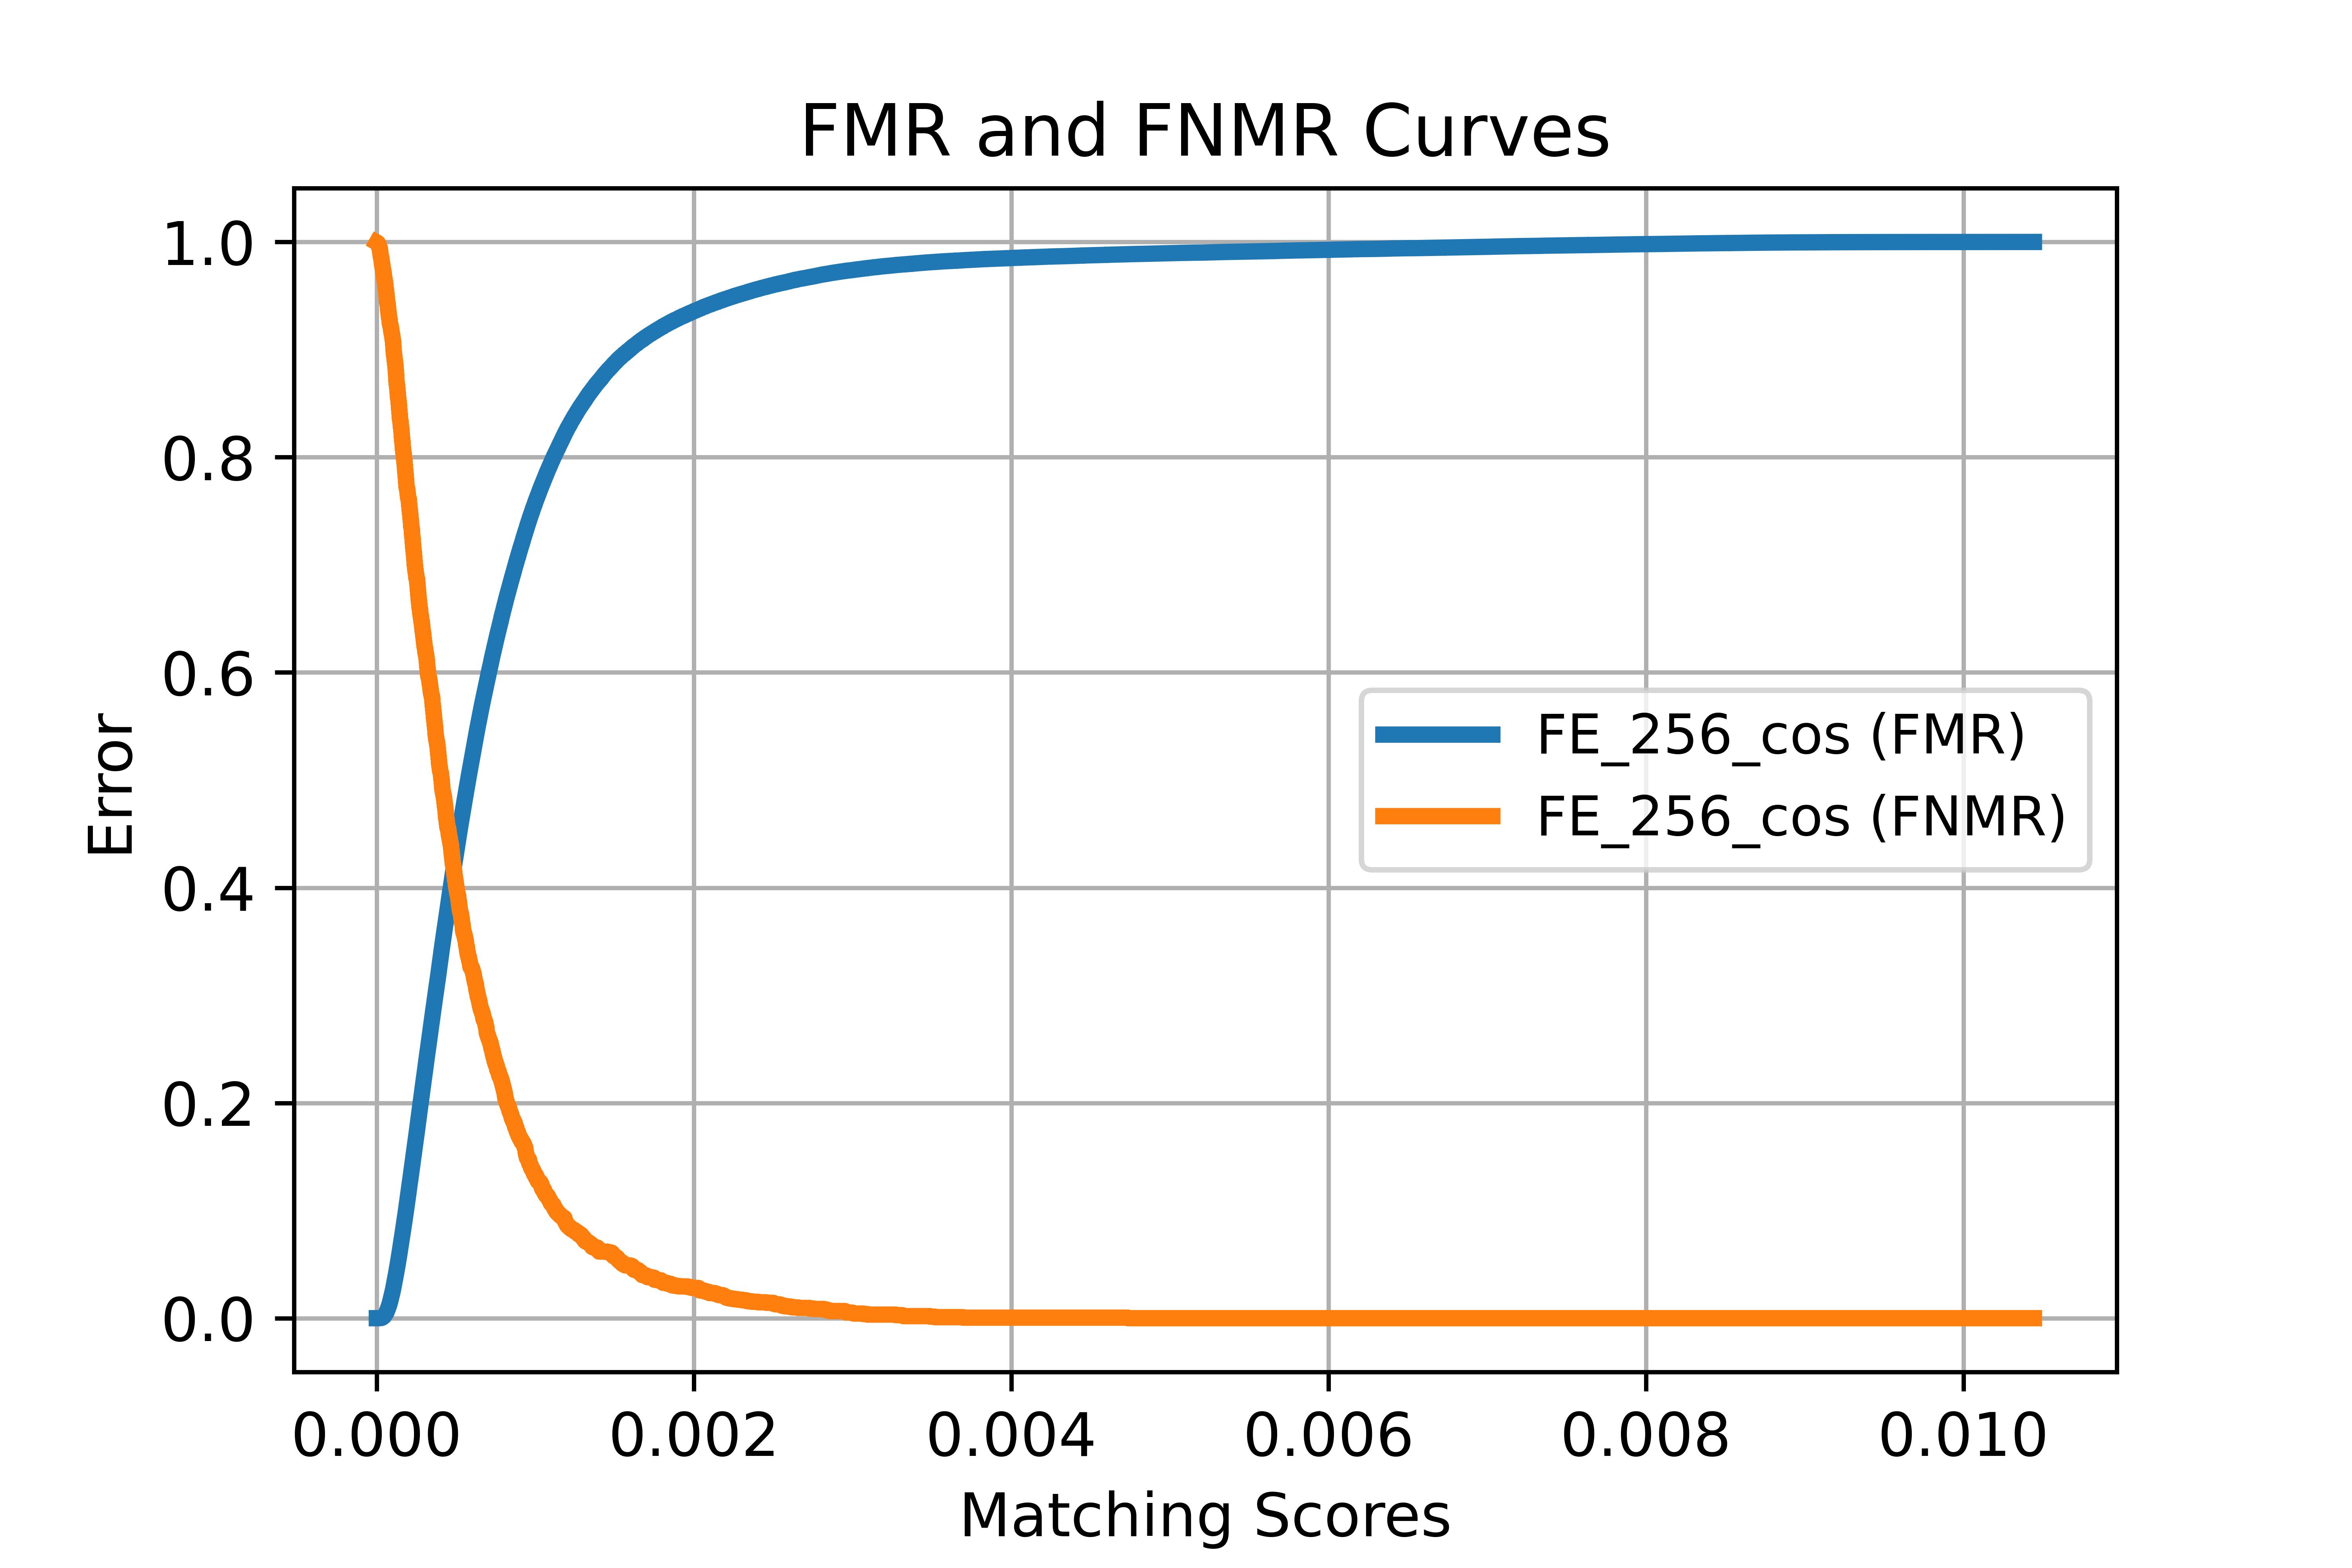 FMR and FNMR Curves
1.0
0.8
0.6
0.4
0.2
0.0
Error
FE_256_cos (FMR)
FE_256_cos (FNMR)
0.000 0.002 0.004 0.006 0.008 0.010
Matching Scores